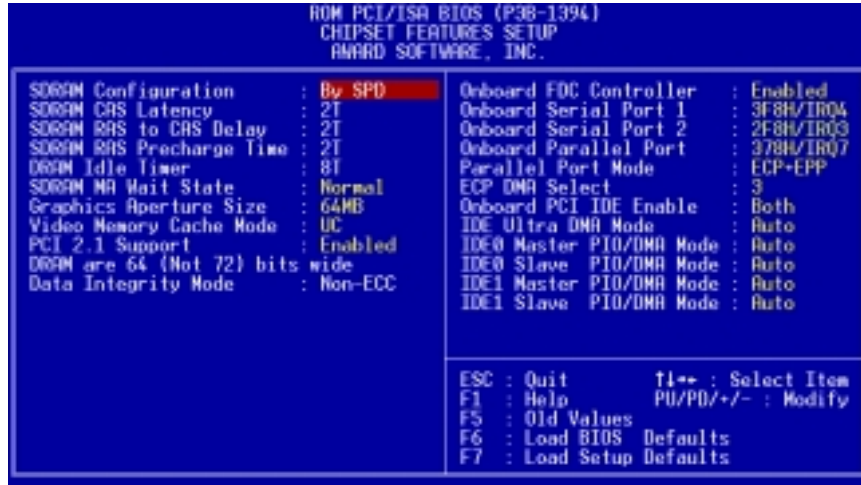 ROM PCI/ISA BIOS (P3B-1394)
CHIPSET FEATURES SETUP
AWARD SOFTWARE, INC.
SDRAM Configuration : By SPD
SDRAM CAS Latency : 2T
SDRAM RAS to CAS Delay : 2T
SDRAM RAS Precharge Time : 2T
DRAM Idle Timer : 8T
SDRAM MA Wait State : Normal
Graphics Aperture Size : 64MB
Video Memory Cache Mode : UC
PCI 2.1 Support : Enabled
DRAM are 64 (Not 72) bits wide
Data Integrity Mode : Non-ECC
Onboard FDC Controller : Enabled
Onboard Serial Port 1 : 3F8H/IRQ4
Onboard Serial Port 2 : 2F8H/IRQ3
Onboard Parallel Port : 378H/IRQ7
Parallel Port Mode : ECP+EPP
ECP DMA Select : 3
Onboard PCI IDE Enable : Both
IDE Ultra DMA Mode : Auto
IDE0 Master PIO/DMA Mode : Auto
IDE0 Slave PIO/DMA Mode : Auto
IDE1 Master PIO/DMA Mode : Auto
IDE1 Slave PIO/DMA Mode : Auto
ESC : Quit ↑↓→← : Select Item
F1 : Help PU/PD/+/- : Modify
F5 : Old Values
F6 : Load BIOS Defaults
F7 : Load Setup Defaults